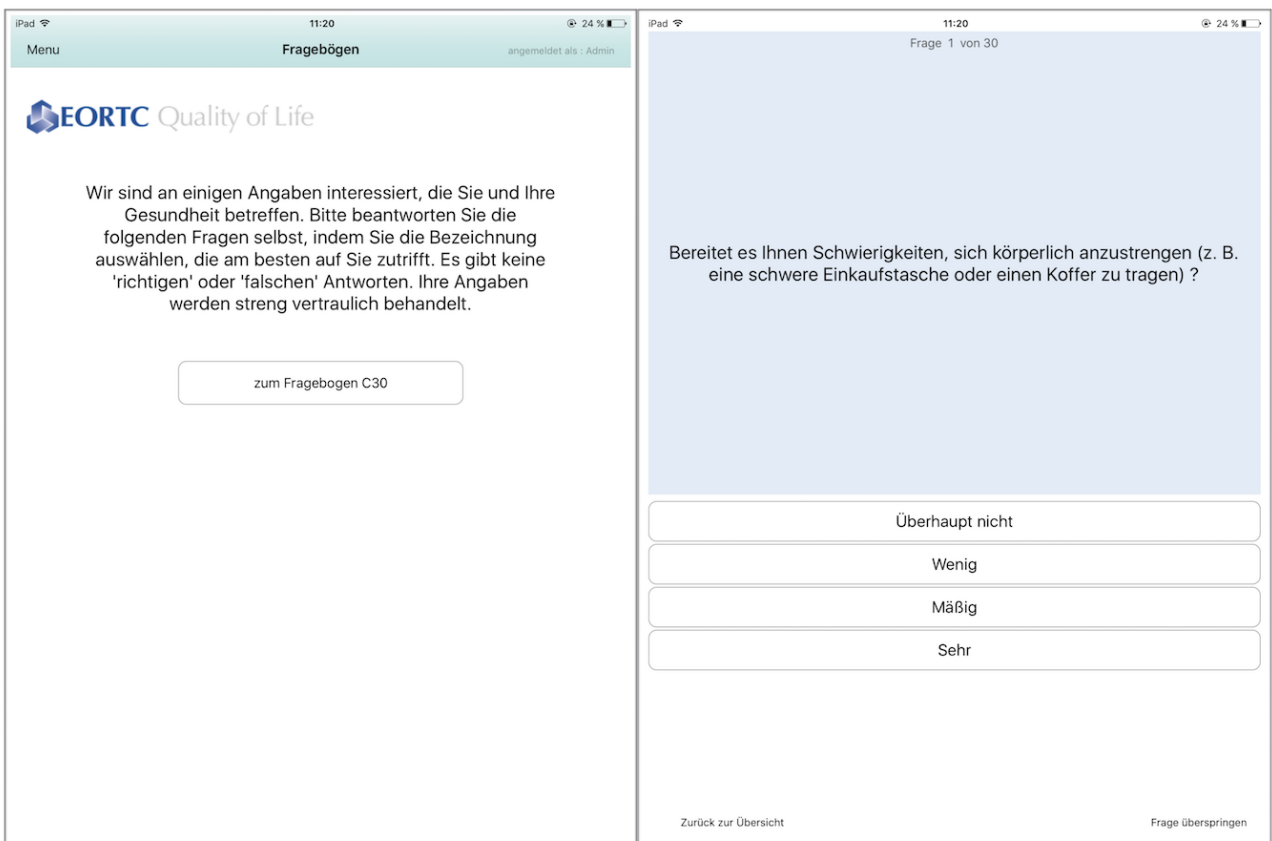 iPad 11:20 24 %
Menu Fragebögen angemeldet als : Admin
EORTC Quality of Life
Wir sind an einigen Angaben interessiert, die Sie und Ihre
Gesundheit betreffen. Bitte beantworten Sie die
folgenden Fragen selbst, indem Sie die Bezeichnung
auswählen, die am besten auf Sie zutrifft. Es gibt keine
'richtigen' oder 'falschen' Antworten. Ihre Angaben
werden streng vertraulich behandelt.
zum Fragebogen C30
iPad 11:20 24 %
Frage 1 von 30
Bereitet es Ihnen Schwierigkeiten, sich körperlich anzustrengen (z. B.
eine schwere Einkaufstasche oder einen Koffer zu tragen) ?
Überhaupt nicht
Wenig
Mäßig
Sehr
Zurück zur Übersicht Frage überspringen